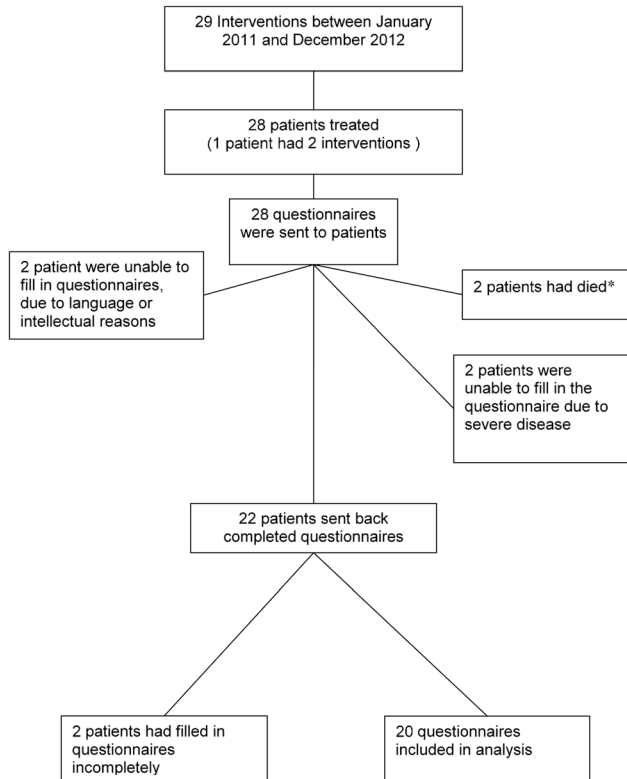 29 Interventions between January
2011 and December 2012
28 patients treated
(1 patient had 2 interventions )
28 questionnaires
were sent to patients
2 patient were unable to
fill in questionnaires,
due to language or
intellectual reasons
2 patients had died*
2 patients were
unable to fill in the
questionnaire due to
severe disease
22 patients sent back
completed questionnaires
2 patients had filled in
questionnaires
incompletely
20 questionnaires
included in analysis